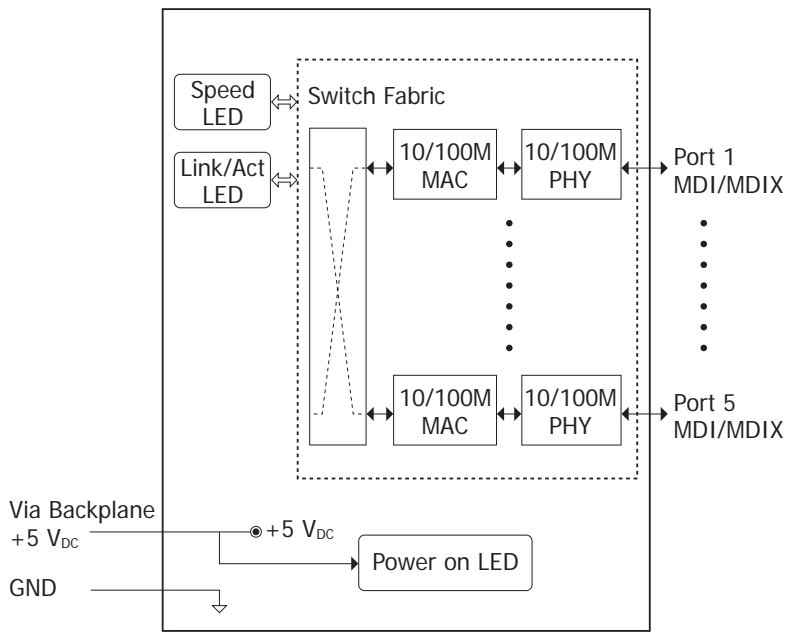 Speed
LED
Switch Fabric
Link/Act
LED
10/100M
MAC
10/100M
PHY
Port 1
MDI/MDIX
10/100M
MAC
10/100M
PHY
Port 5
MDI/MDIX
Via Backplane
+5 VDC
+5 VDC
Power on LED
GND